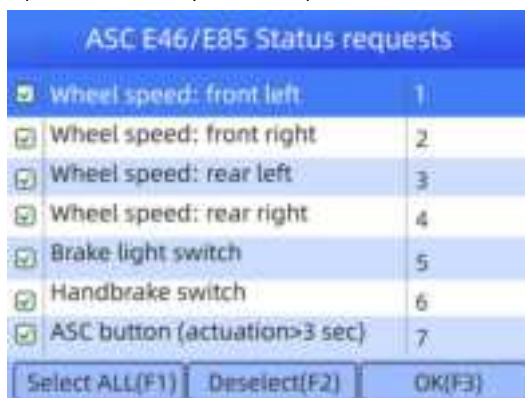 ASC E46/E85 Status requests
Wheel speed: front left 1
Wheel speed: front right 2
Wheel speed: rear left 3
Wheel speed: rear right 4
Brake light switch 5
Handbrake switch 6
ASC button (actuation>3 sec) 7
Select ALL(F1) Deselect(F2) OK(F3)